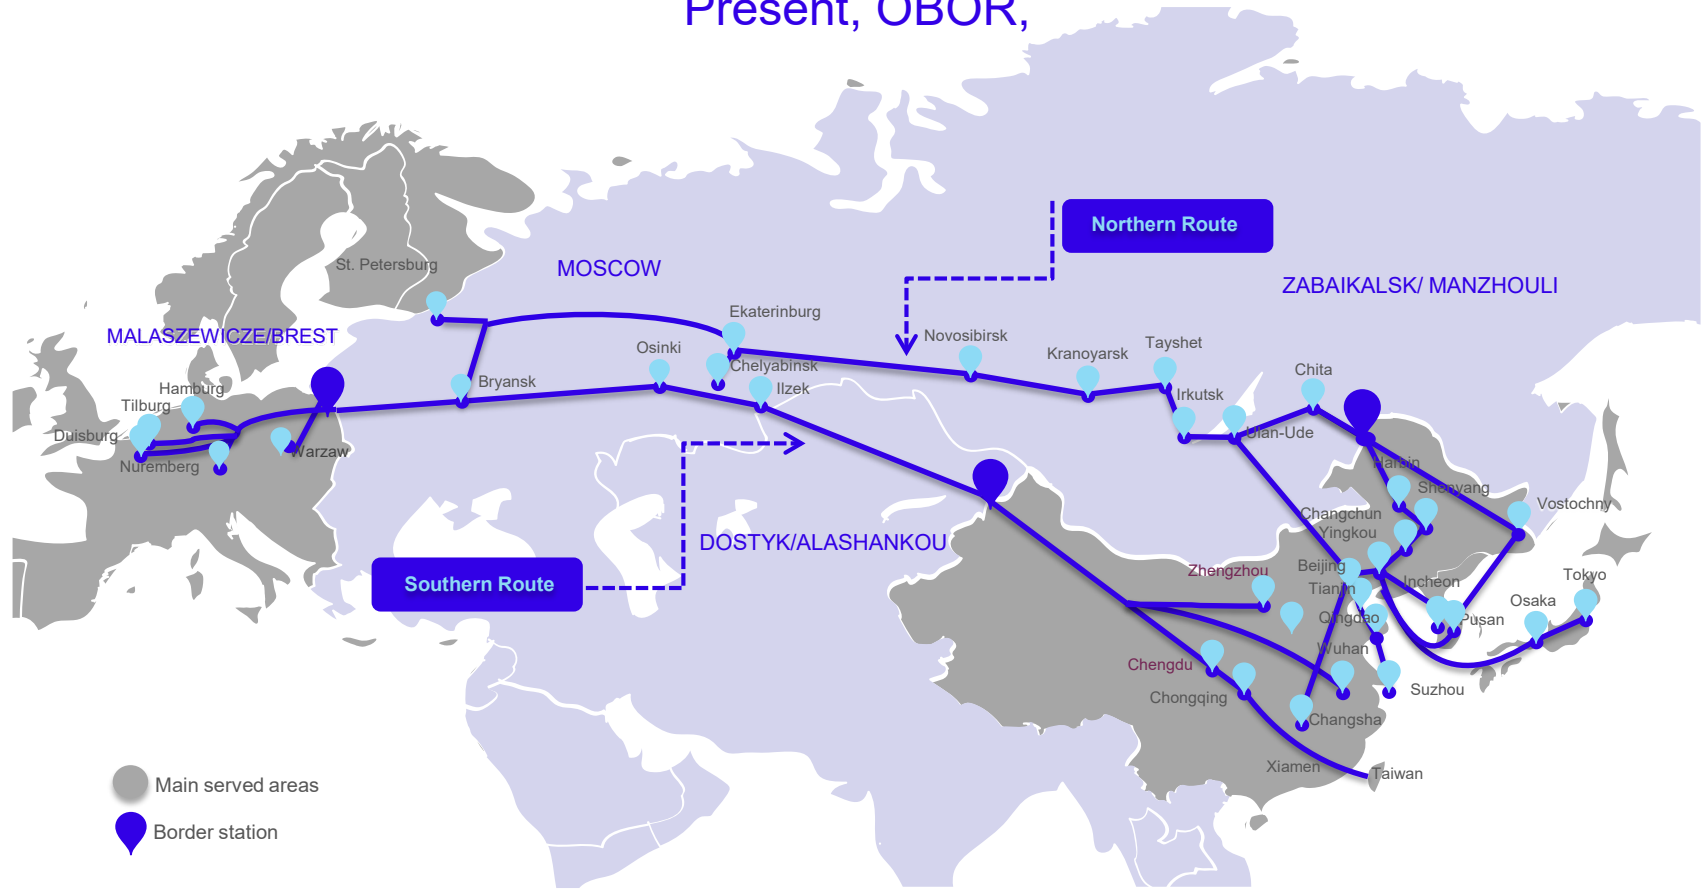 Present, OBOR,
Northern Route
St. Petersburg
MOSCOW
ZABAIKALSK/ MANZHOULI
Ekaterinburg
MALASZEWICZE/BREST
Novosibirsk
Tayshet
Osinki
Kranoyarsk
Chelyabinsk
Chita
Bryansk
Hamburg
Ilzek
Irkutsk
Tilburg
Duisburg
Ulan-Ude
Warzaw
Nuremberg
Harbin
Shenyang
Vostochny
Changchun
Yingkou
DOSTYK/ALASHANKOU
Beijing
Zhengzhou
Incheon
Tokyo
Southern Route
Tianjin
Osaka
Qingdao
Pusan
Wuhan
Chengdu
Suzhou
Chongqing
Changsha
Xiamen
Taiwan
Main served areas
Border station